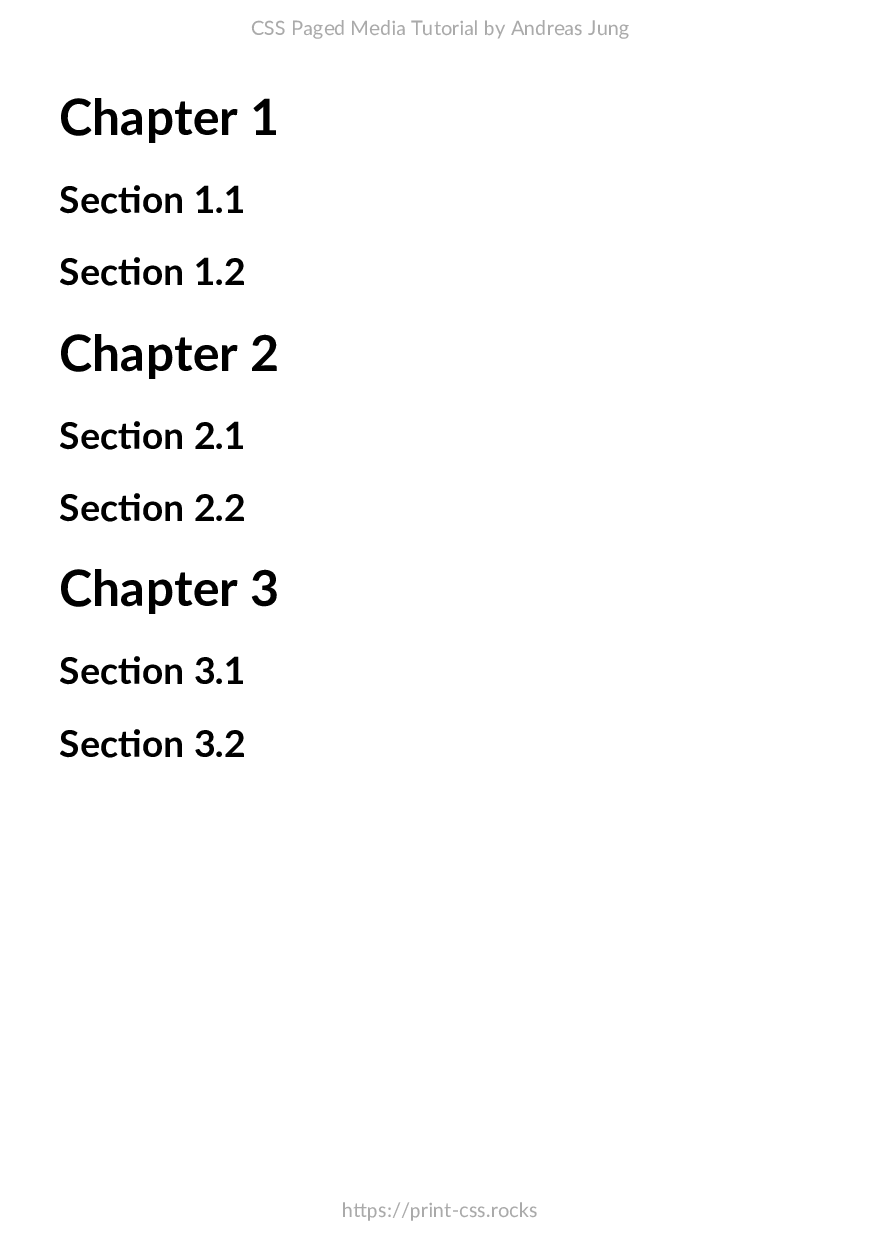 CSS Paged Media Tutorial by Andreas Jung
Chapter 1
Section 1.1
Section 1.2
Chapter 2
Section 2.1
Section 2.2
Chapter 3
Section 3.1
Section 3.2
https://print-css.rocks